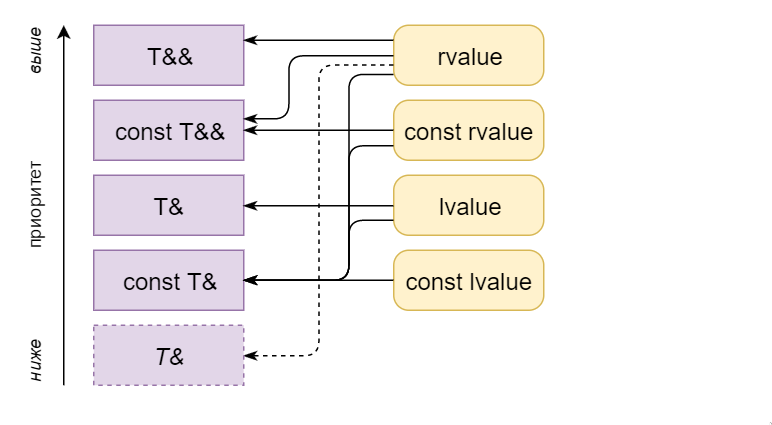 выше
приоритет
ниже
T&&
rvalue
const T&&
const rvalue
T&
lvalue
const T&
const lvalue
T&